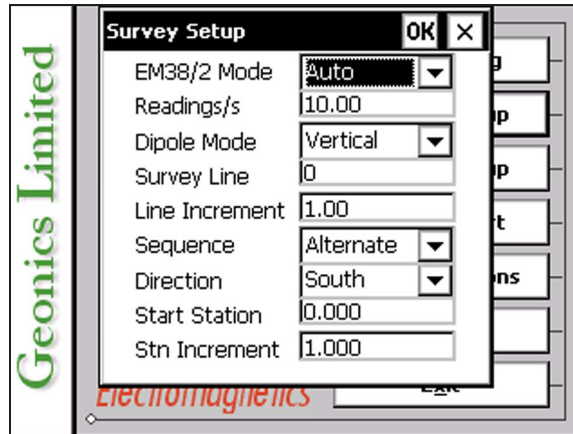 Geonics Limited
Survey Setup OK
EM38/2 Mode Auto
Readings/s 10.00
Dipole Mode Vertical
Survey Line 0
Line Increment 1.00
Sequence Alternate
Direction South
Start Station 0.000
Stn Increment 1.000
Electromagnetics